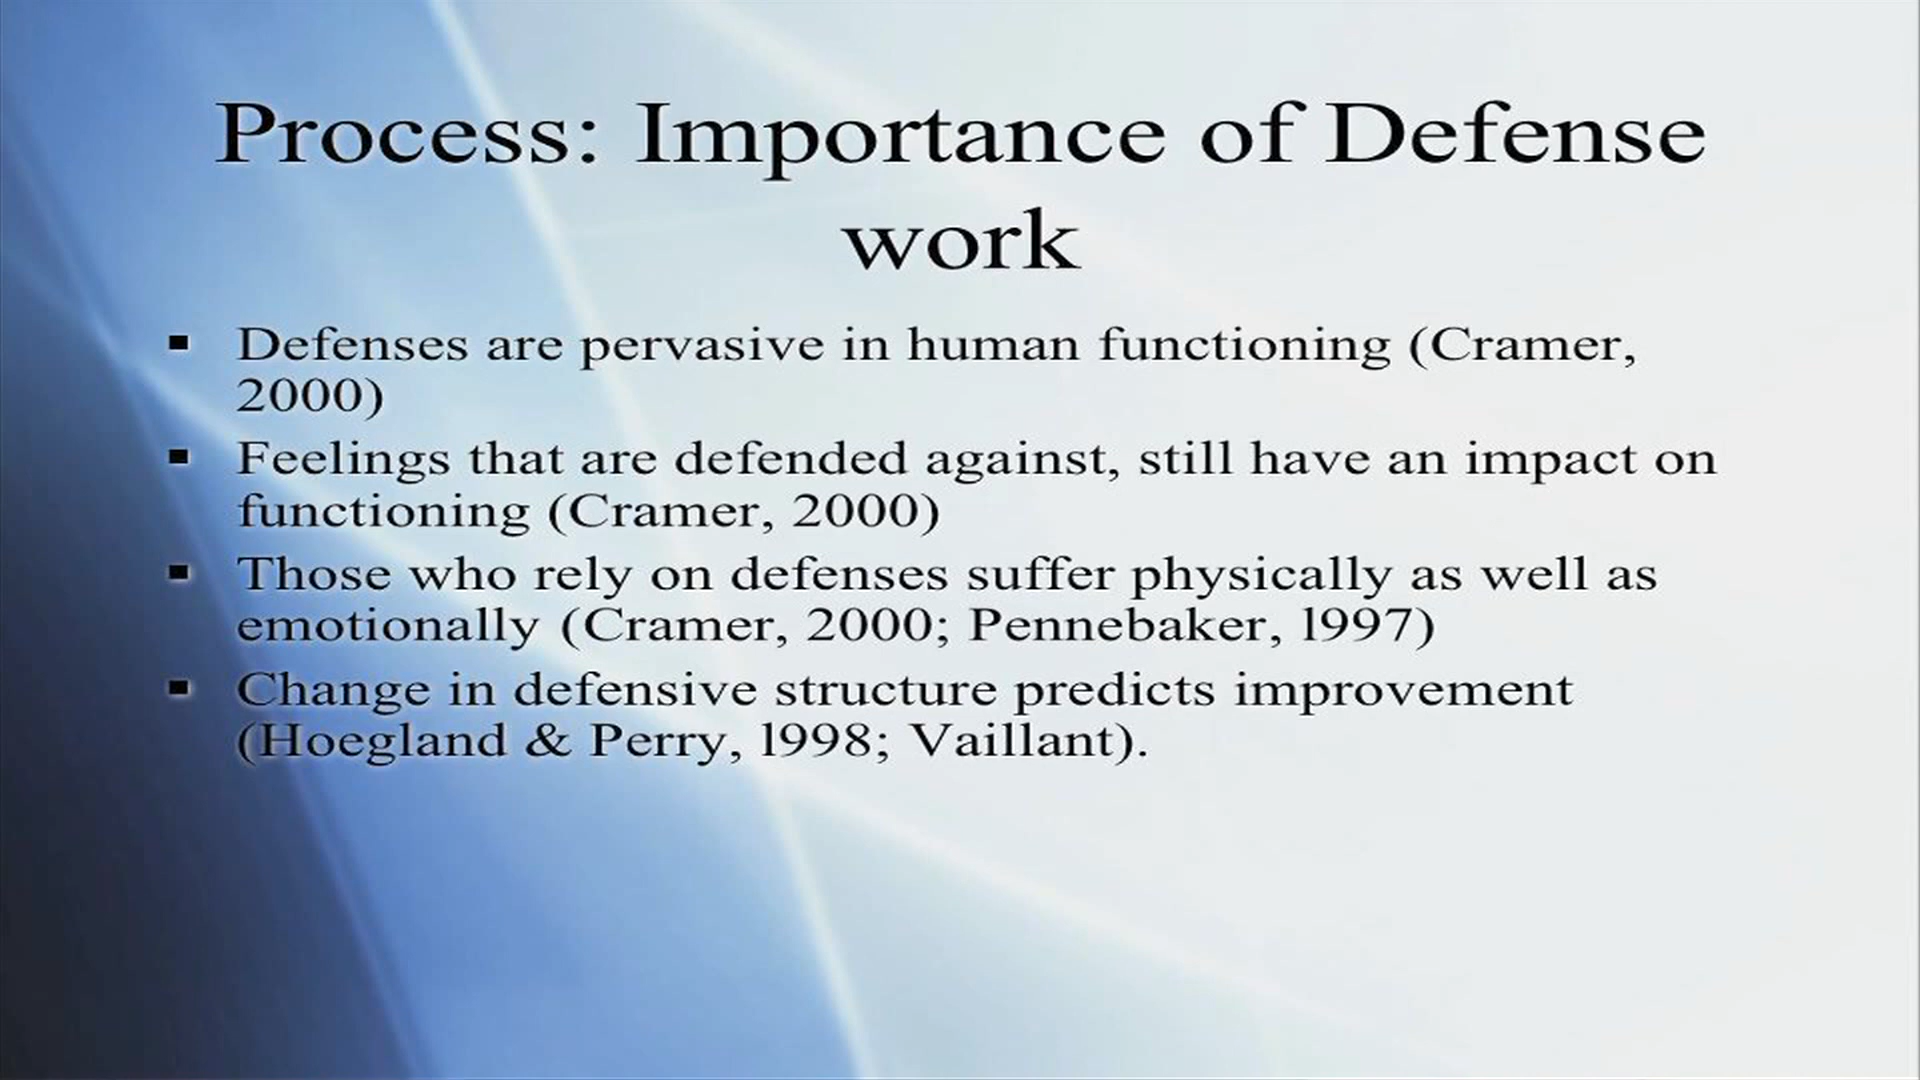 Process: Importance of Defense
work
▪ Defenses are pervasive in human functioning (Cramer,
2000)
▪ Feelings that are defended against, still have an impact on
functioning (Cramer, 2000)
▪ Those who rely on defenses suffer physically as well as
emotionally (Cramer, 2000; Pennebaker, l997)
▪ Change in defensive structure predicts improvement
(Hoegland & Perry, l998; Vaillant).